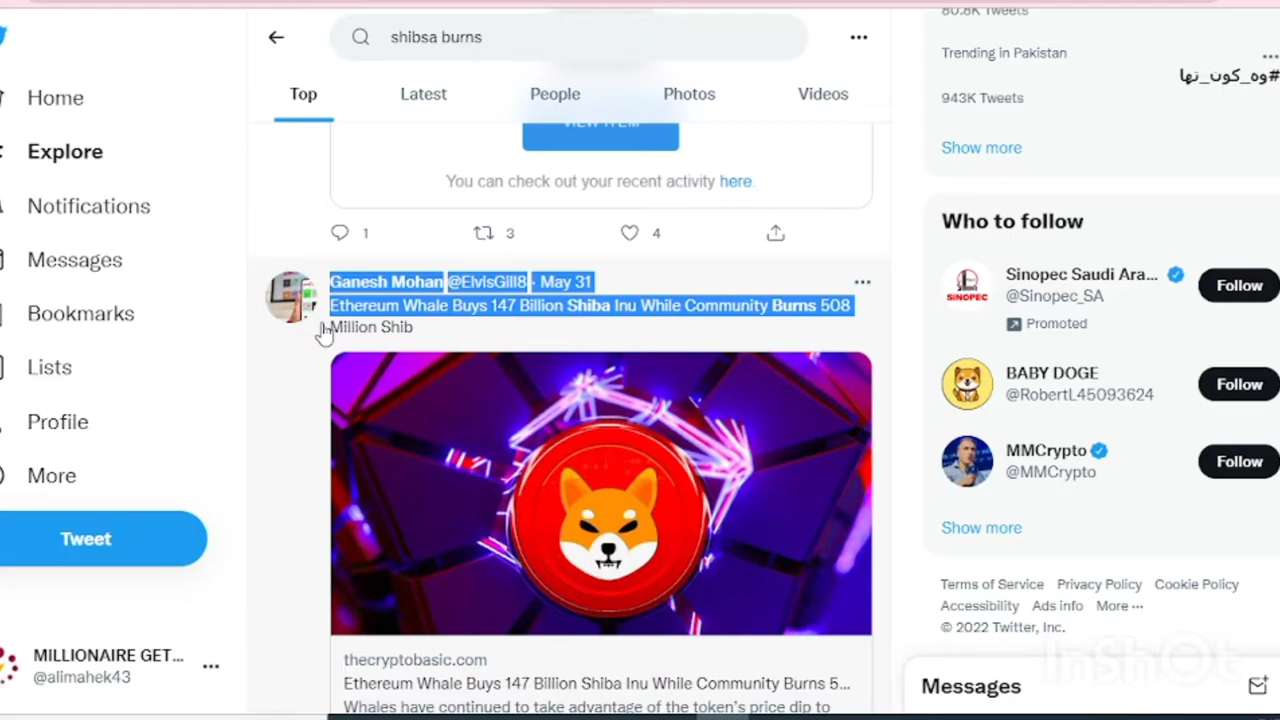 shibsa burns
Top Latest People Photos Videos
VIEW ITEM
You can check out your recent activity here.
1 3 4
Ganesh Mohan @ElvisGill8 · May 31
Ethereum Whale Buys 147 Billion Shiba Inu While Community Burns 508
Million Shib
thecryptobasic.com
Ethereum Whale Buys 147 Billion Shiba Inu While Community Burns 5...
Whales have continued to take advantage of the token's price dip to
Home
Explore
Notifications
Messages
Bookmarks
Lists
Profile
More
Tweet
MILLIONAIRE GET...
@alimahek43
80.8K Tweets
Trending in Pakistan
#وہ_کون_تھا
943K Tweets
Show more
Who to follow
Sinopec Saudi Ara...
@Sinopec_SA
Promoted
Follow
SINOPEC
BABY DOGE
@RobertL45093624
Follow
MMCrypto
@MMCrypto
Follow
Show more
Terms of Service Privacy Policy Cookie Policy
Accessibility Ads info More ...
© 2022 Twitter, Inc.
InShOt
Messages